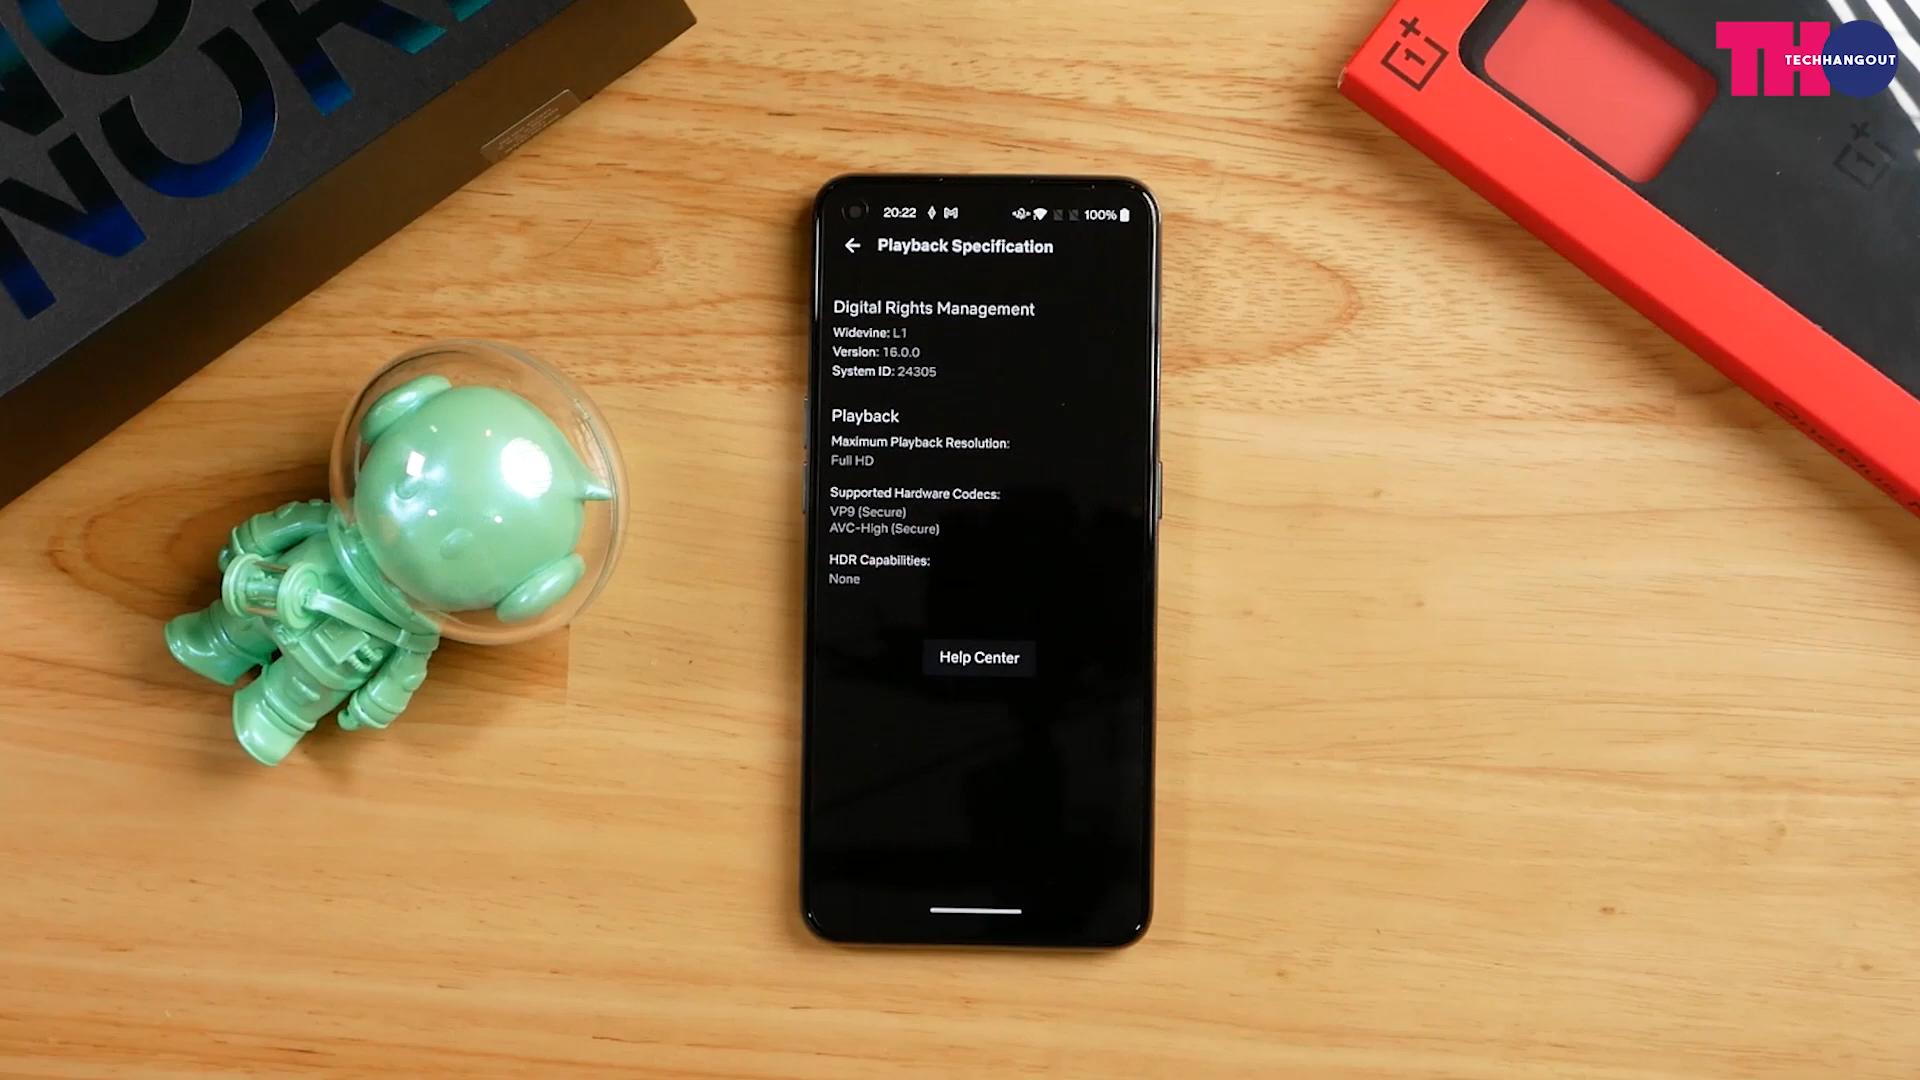 NORD
TECHHANGOUT
20:22
100%
Playback Specification
Digital Rights Management
Widevine: L1
Version: 16.0.0
System ID: 24305
Playback
Maximum Playback Resolution:
Full HD
Supported Hardware Codecs:
VP9 (Secure)
AVC-High (Secure)
HDR Capabilities:
None
Help Center